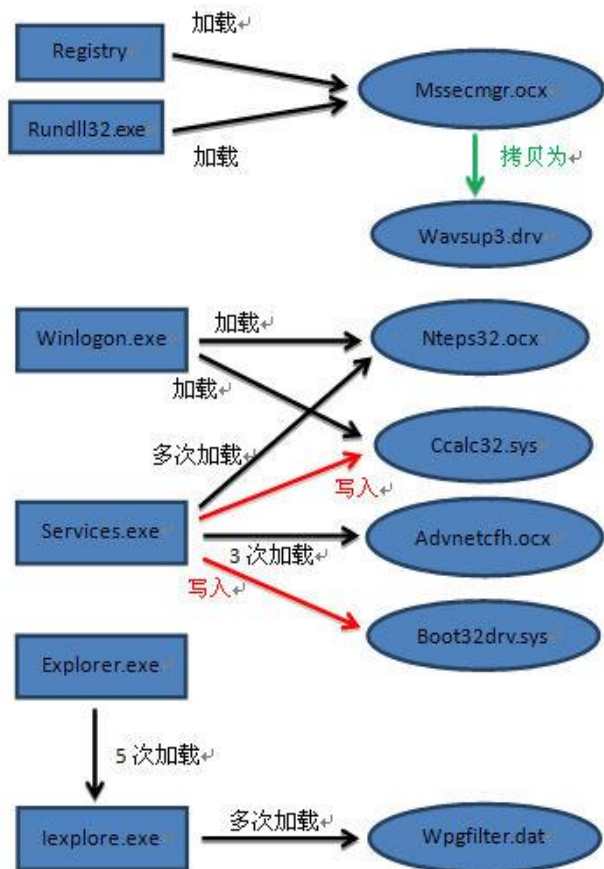 加载
Registry
Mssecmgr.ocx
Rundll32.exe
加载
拷贝为
Wavsup3.drv
加载
Winlogon.exe
Nteps32.ocx
加载
多次加载
Ccalc32.sys
写入
Services.exe
Advnetcfh.ocx
3 次加载
写入
Boot32drv.sys
Explorer.exe
5 次加载
Iexplore.exe
多次加载
Wpgfilter.dat